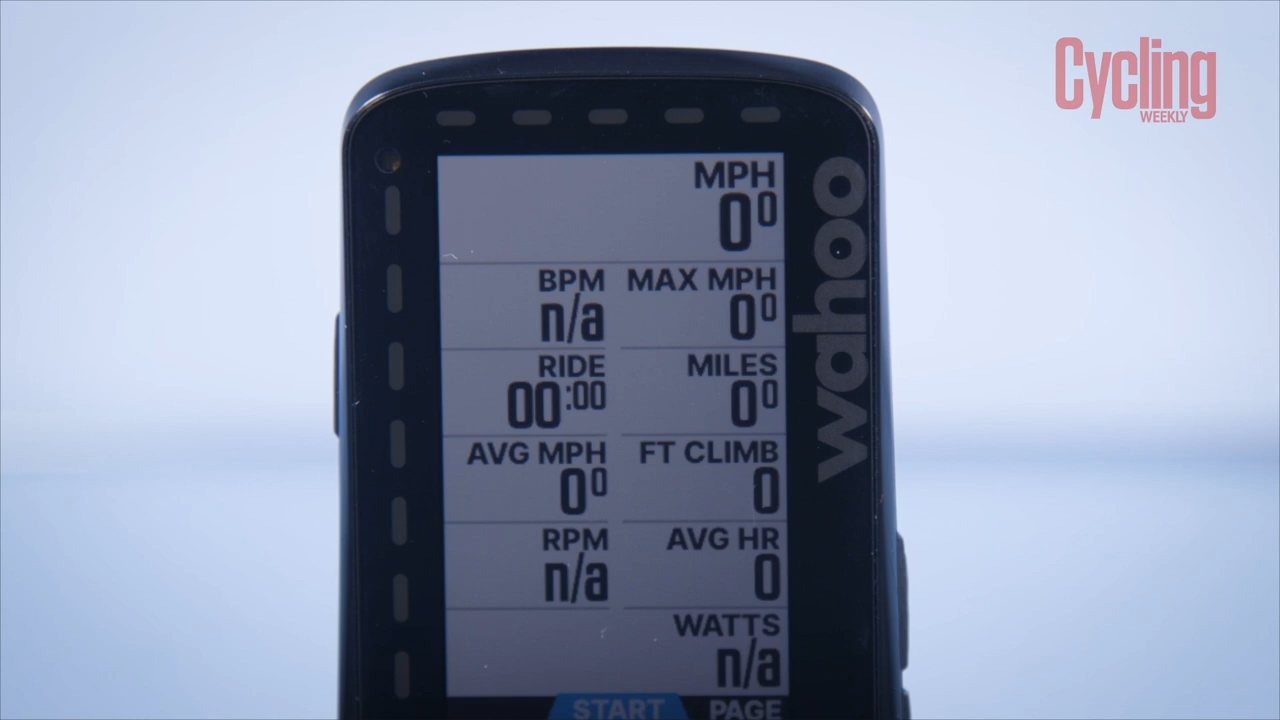 Cycling
WEEKLY
wahoo
MPH
0⁰
BPM MAX MPH
n/a 0⁰
RIDE MILES
00:00 0⁰
AVG MPH FT CLIMB
0⁰ 0
RPM AVG HR
n/a 0
WATTS
n/a
START PAGE